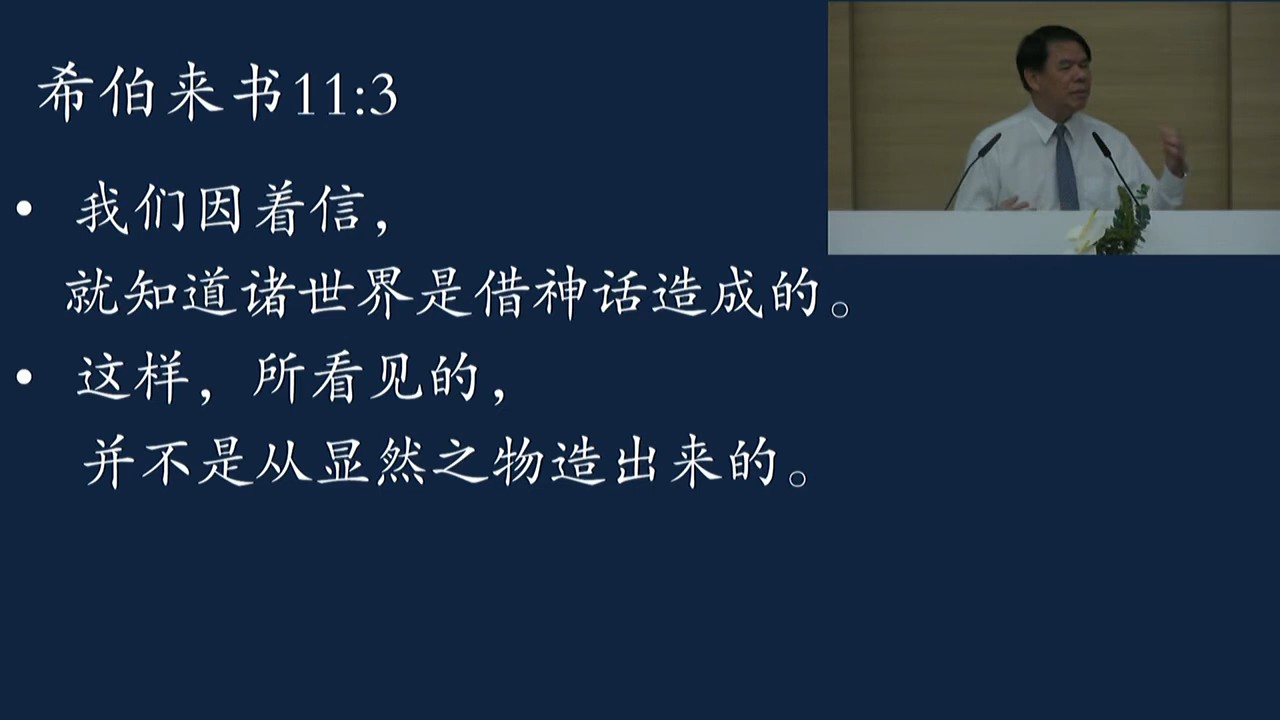 希伯来书11:3
• 我们因着信，
就知道诸世界是借神话造成的。
• 这样，所看见的，
并不是从显然之物造出来的。